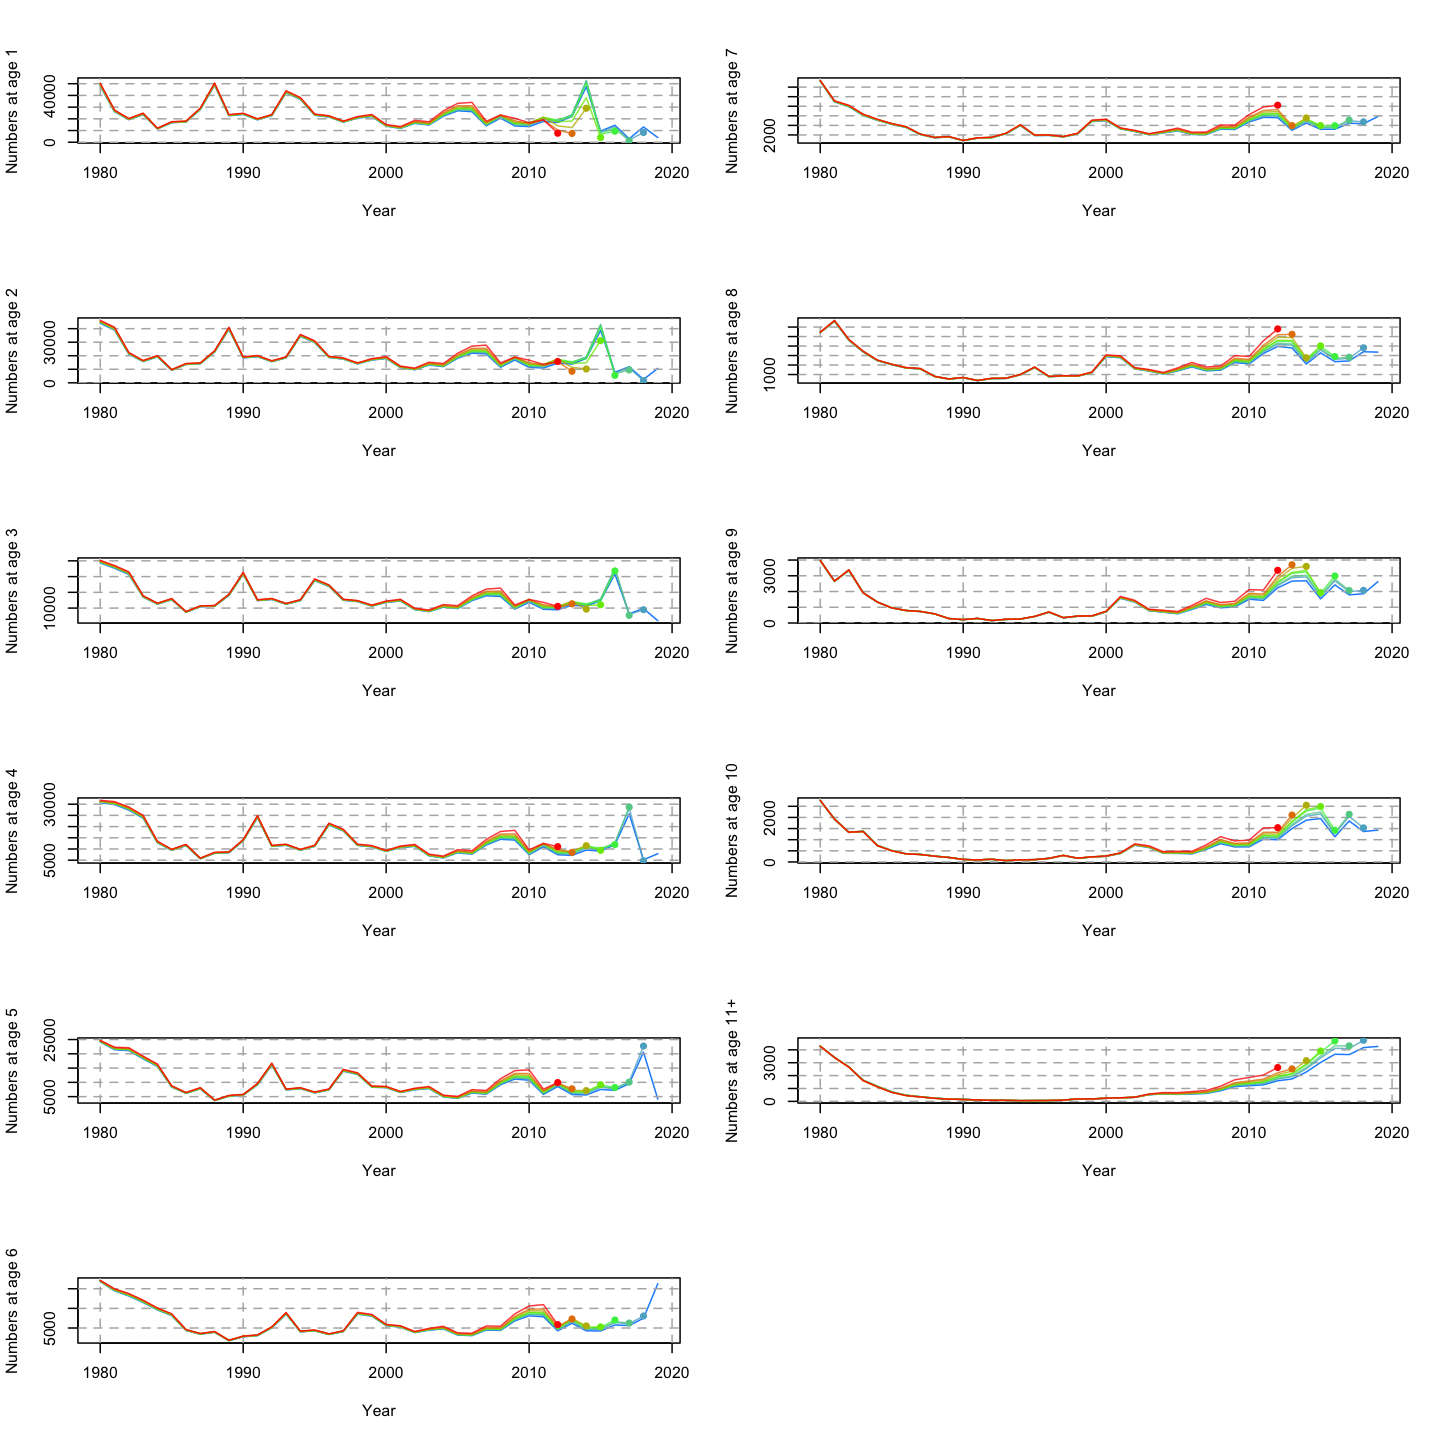 Numbers at age 1
0 40000
1980 1990 2000 2010 2020
Year
Numbers at age 2
0 30000
1980 1990 2000 2010 2020
Year
Numbers at age 3
10000
1980 1990 2000 2010 2020
Year
Numbers at age 4
5000 30000
1980 1990 2000 2010 2020
Year
Numbers at age 5
5000 25000
1980 1990 2000 2010 2020
Year
Numbers at age 6
5000
1980 1990 2000 2010 2020
Year
Numbers at age 7
2000
1980 1990 2000 2010 2020
Year
Numbers at age 8
1000
1980 1990 2000 2010 2020
Year
Numbers at age 9
0 3000
1980 1990 2000 2010 2020
Year
Numbers at age 10
0 2000
1980 1990 2000 2010 2020
Year
Numbers at age 11+
0 3000
1980 1990 2000 2010 2020
Year